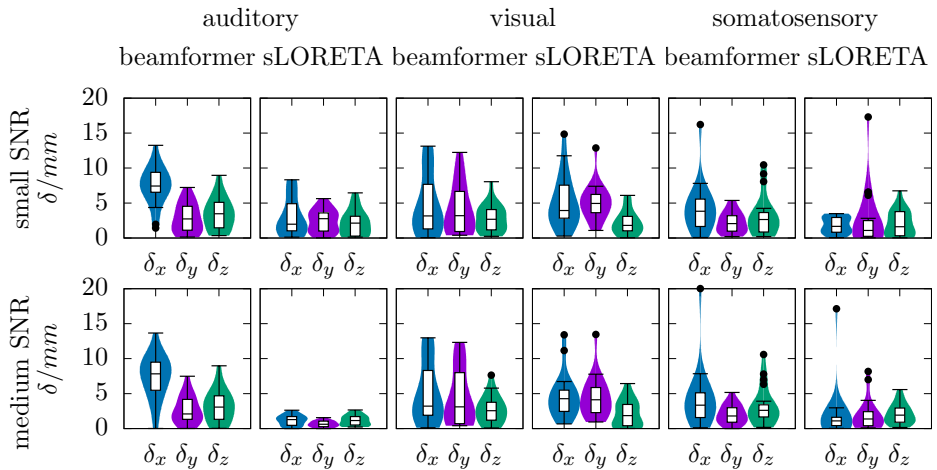 auditory visual somatosensory
beamformer sLORETA beamformer sLORETA beamformer sLORETA
small SNR
δ/mm
20
15
10
5
0
δx δy δz δx δy δz δx δy δz δx δy δz δx δy δz δx δy δz
medium SNR
δ/mm
20
15
10
5
0
δx δy δz δx δy δz δx δy δz δx δy δz δx δy δz δx δy δz